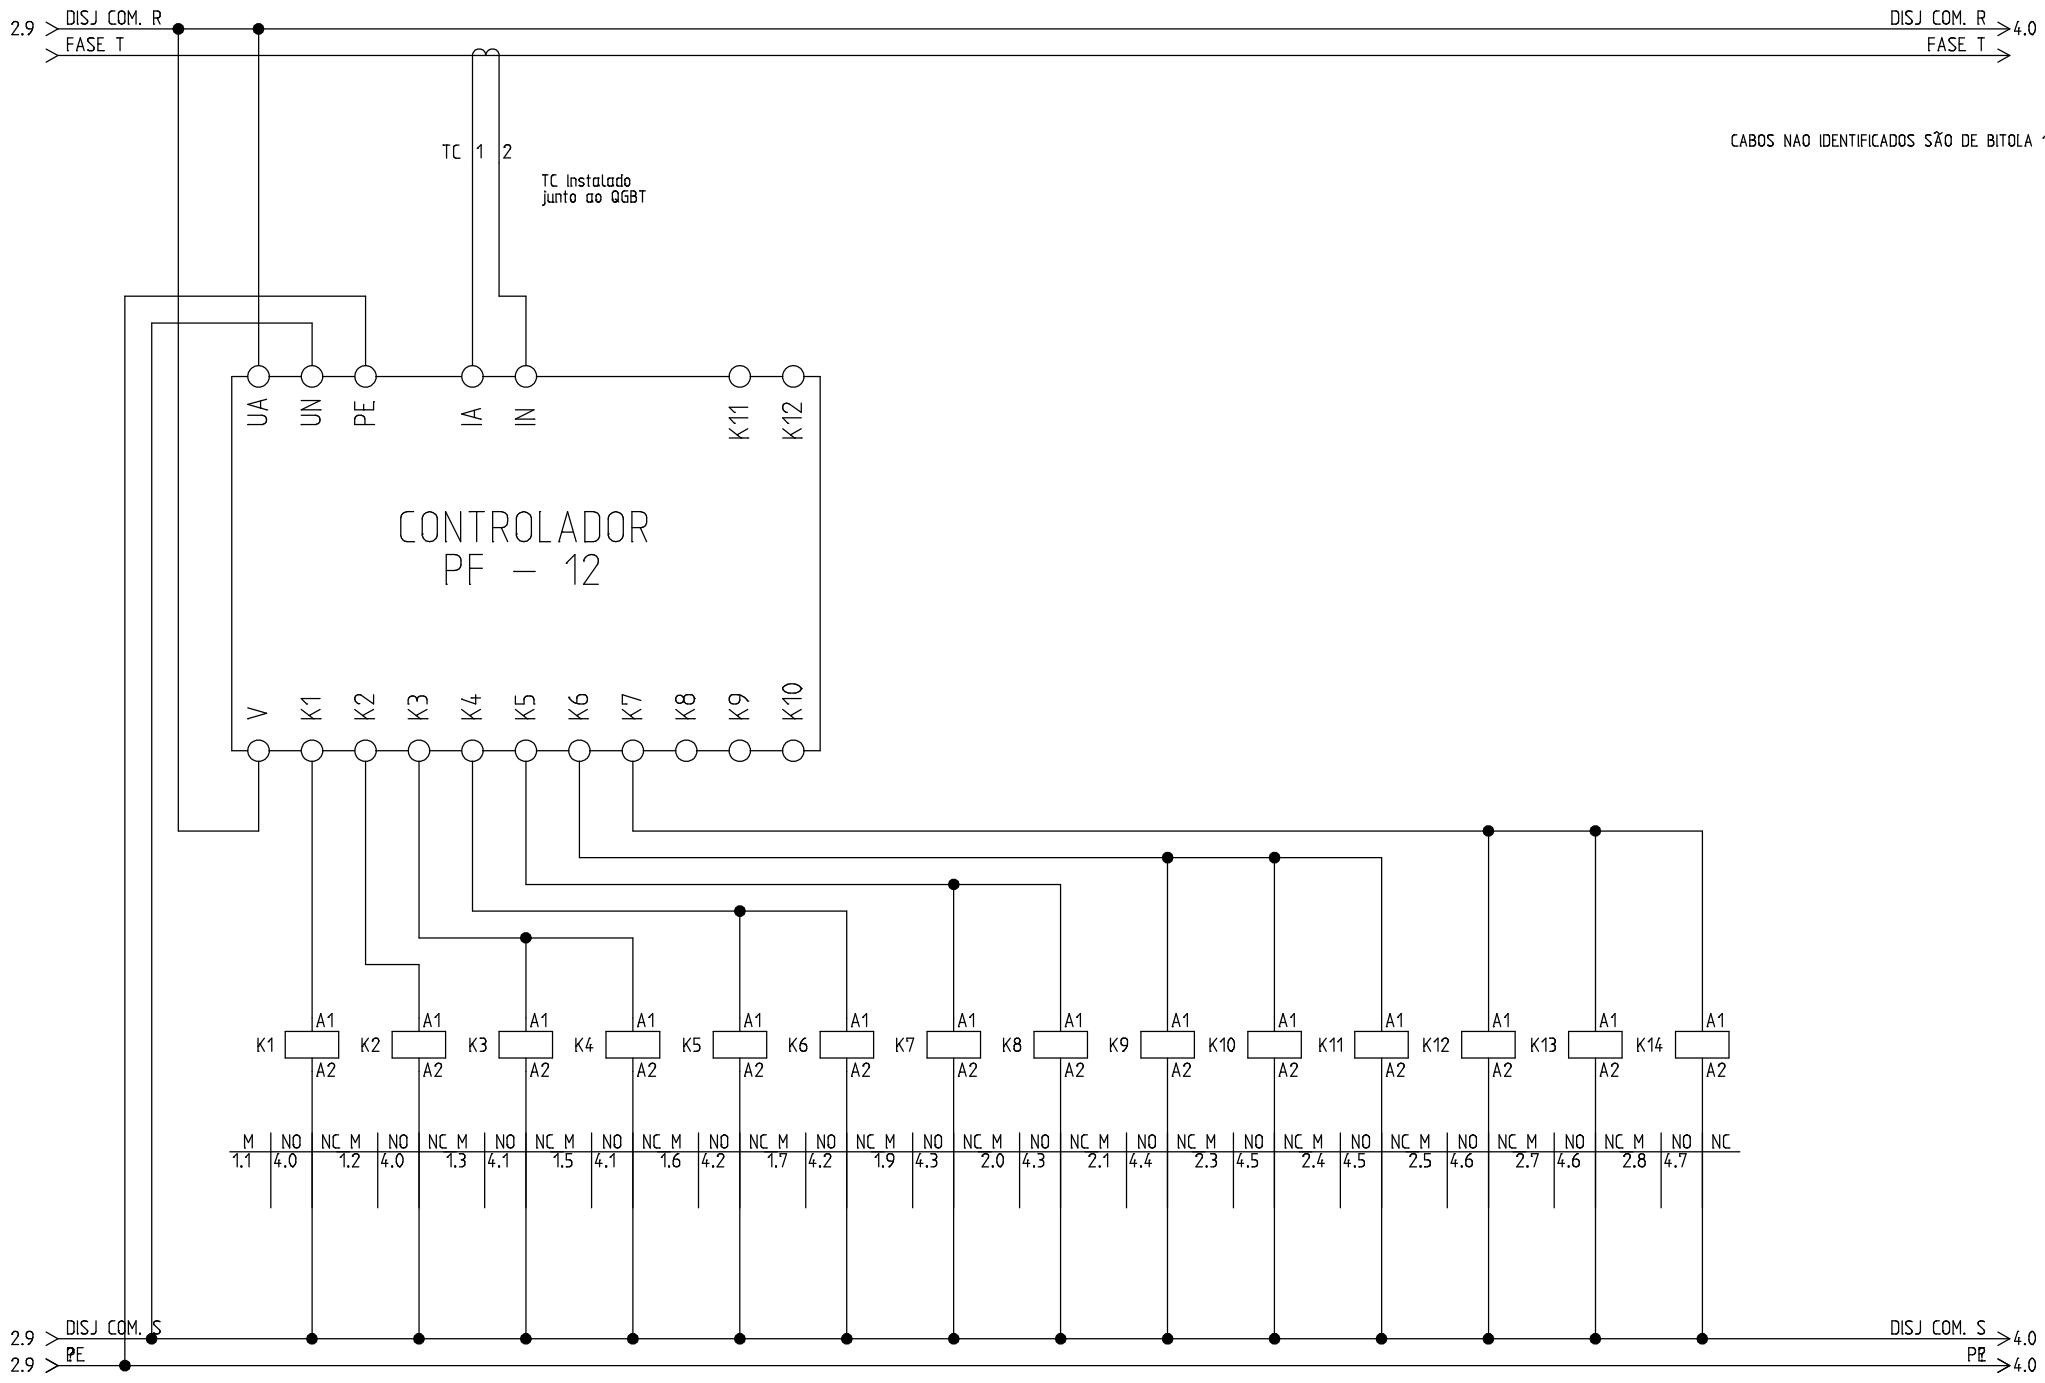 DISJ COM. R DISJ COM. R
2.9 4.0
FASE T FASE T
CABOS NAO IDENTIFICADOS SÃO DE BITOLA
TC 1 2
TC Instalado
junto ao QGBT
UA UN PE IA IN K11 K12
CONTROLADOR
PF - 12
V K1 K2 K3 K4 K5 K6 K7 K8 K9 K10
A1 A1 A1 A1 A1 A1 A1 A1 A1 A1 A1 A1 A1 A1
K1 K2 K3 K4 K5 K6 K7 K8 K9 K10 K11 K12 K13 K14
A2 A2 A2 A2 A2 A2 A2 A2 A2 A2 A2 A2 A2 A2
M NO NC M NO NC M NO NC M NO NC M NO NC M NO NC M NO NC M NO NC M NO NC M NO NC M NO NC M NO NC M NO NC M NO NC
1.1 4.0 1.2 4.0 1.3 4.1 1.5 4.1 1.6 4.2 1.7 4.2 1.9 4.3 2.0 4.3 2.1 4.4 2.3 4.5 2.4 4.5 2.5 4.6 2.7 4.6 2.8 4.7
DISJ COM. S DISJ COM. S
2.9 4.0
PE PE
2.9 4.0